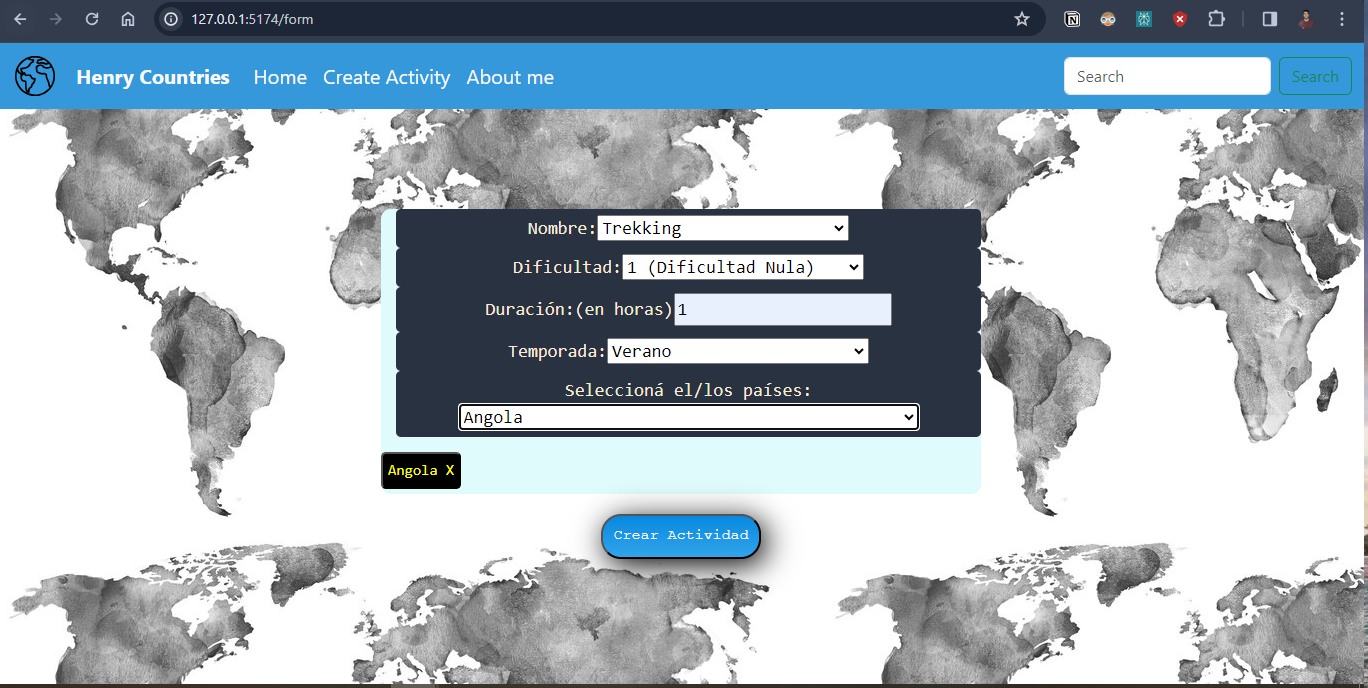 127.0.0.1:5174/form
Henry Countries Home Create Activity About me Search Search
Nombre: Trekking
Dificultad: 1 (Dificultad Nula)
Duración:(en horas) 1
Temporada: Verano
Seleccioná el/los países:
Angola
Angola X
Crear Actividad